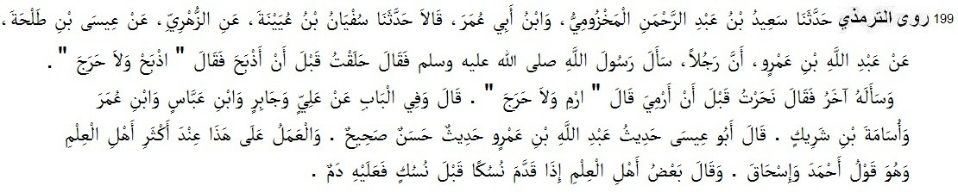 199 روى الترمذي حَدَّثَنَا سَعِيدُ بْنُ عَبْدِ الرَّحْمَنِ الْمَخْزُومِيُّ، وَابْنُ أَبِي عُمَرَ، قَالاَ حَدَّثَنَا سُفْيَانُ بْنُ عُيَيْنَةَ، عَنِ الزُّهْرِيِّ، عَنْ عِيسَى بْنِ طَلْحَةَ،
عَنْ عَبْدِ اللَّهِ بْنِ عَمْرٍو، أَنَّ رَجُلاً، سَأَلَ رَسُولَ اللَّهِ صلى الله عليه وسلم فَقَالَ حَلَقْتُ قَبْلَ أَنْ أَذْبَحَ فَقَالَ " اذْبَحْ وَلاَ حَرَجَ " .
وَسَأَلَهُ آخَرُ فَقَالَ نَحَرْتُ قَبْلَ أَنْ أَرْمِيَ قَالَ " ارْمِ وَلاَ حَرَجَ " . قَالَ وَفِي الْبَابِ عَنْ عَلِيٍّ وَجَابِرٍ وَابْنِ عَبَّاسٍ وَابْنِ عُمَرَ
وَأُسَامَةَ بْنِ شَرِيكٍ . قَالَ أَبُو عِيسَى حَدِيثُ عَبْدِ اللَّهِ بْنِ عَمْرٍو حَدِيثٌ حَسَنٌ صَحِيحٌ . وَالْعَمَلُ عَلَى هَذَا عِنْدَ أَكْثَرِ أَهْلِ الْعِلْمِ
وَهُوَ قَوْلُ أَحْمَدَ وَإِسْحَاقَ . وَقَالَ بَعْضُ أَهْلِ الْعِلْمِ إِذَا قَدَّمَ نُسُكًا قَبْلَ نُسُكٍ فَعَلَيْهِ دَمٌ .